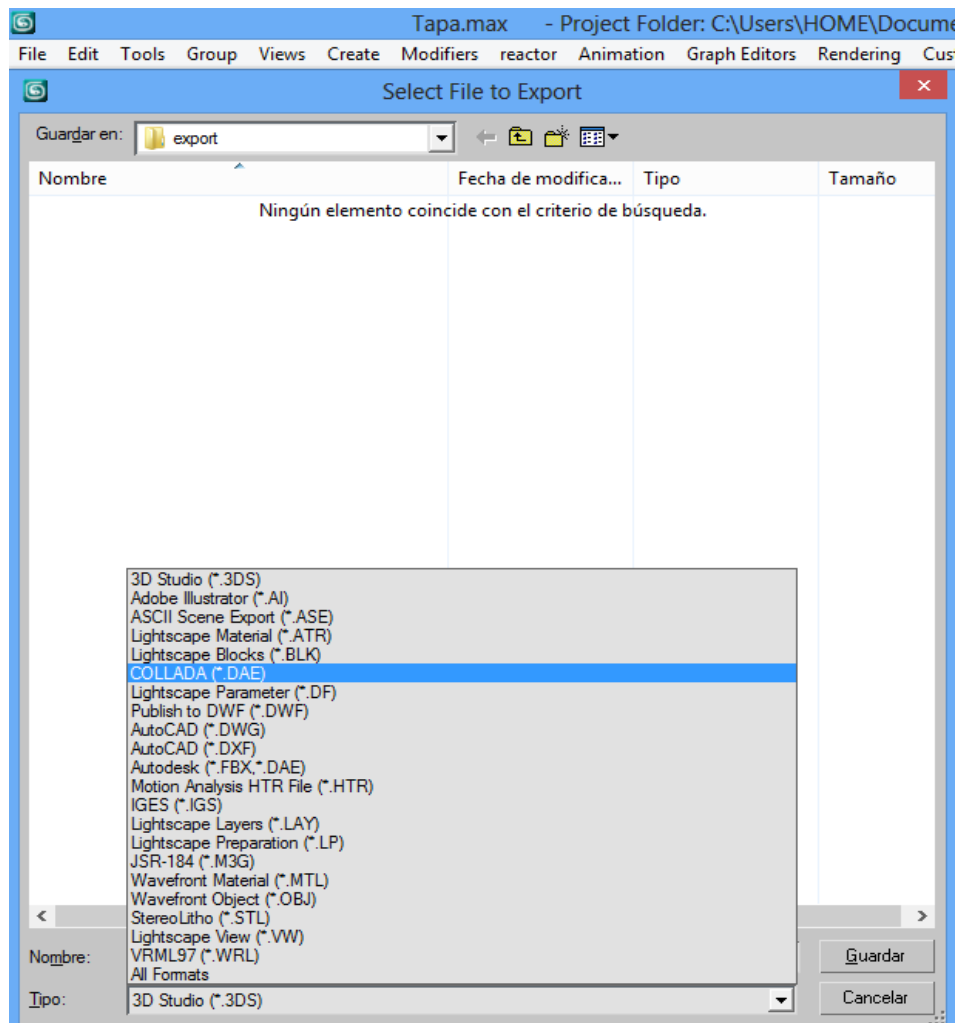 Tapa.max - Project Folder: C:\Users\HOME\Docume
File Edit Tools Group Views Create Modifiers reactor Animation Graph Editors Rendering Cus
Select File to Export
Guardar en: export
Nombre Fecha de modifica... Tipo Tamaño
Ningún elemento coincide con el criterio de búsqueda.
3D Studio (*.3DS)
Adobe Illustrator (*.AI)
ASCII Scene Export (*.ASE)
Lightscape Material (*.ATR)
Lightscape Blocks (*.BLK)
COLLADA (*.DAE)
Lightscape Parameter (*.DF)
Publish to DWF (*.DWF)
AutoCAD (*.DWG)
AutoCAD (*.DXF)
Autodesk (*.FBX,*.DAE)
Motion Analysis HTR File (*.HTR)
IGES (*.IGS)
Lightscape Layers (*.LAY)
Lightscape Preparation (*.LP)
JSR-184 (*.M3G)
Wavefront Material (*.MTL)
Wavefront Object (*.OBJ)
StereoLitho (*.STL)
Lightscape View (*.VW)
VRML97 (*.WRL)
All Formats
Nombre: Guardar
Tipo: 3D Studio (*.3DS) Cancelar